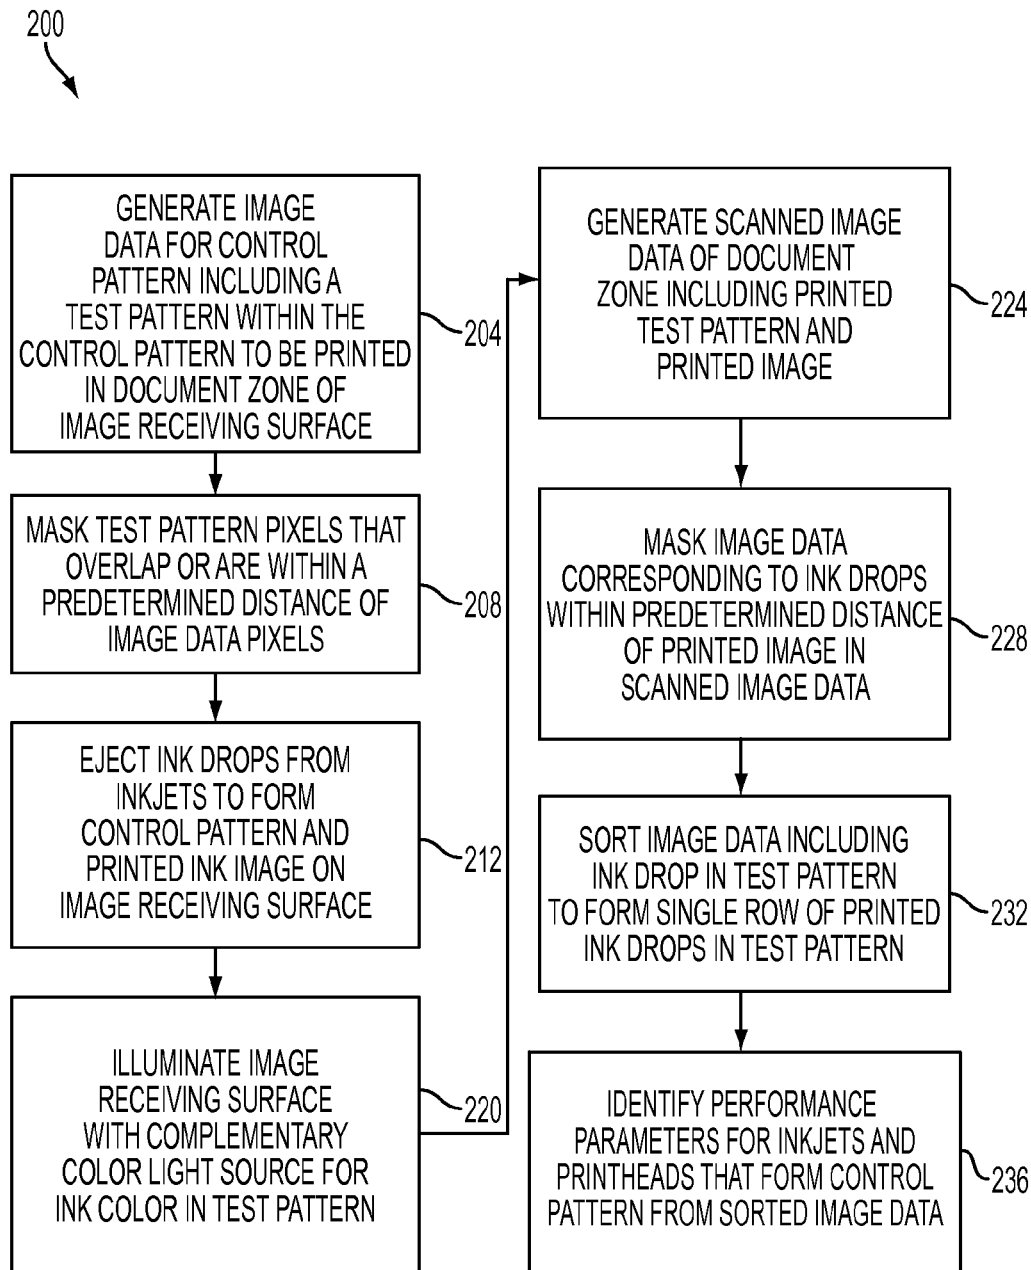 200
GENERATE IMAGE
DATA FOR CONTROL
PATTERN INCLUDING A
TEST PATTERN WITHIN THE
CONTROL PATTERN TO BE PRINTED
IN DOCUMENT ZONE OF
IMAGE RECEIVING SURFACE
204
MASK TEST PATTERN PIXELS THAT
OVERLAP OR ARE WITHIN A
PREDETERMINED DISTANCE OF
IMAGE DATA PIXELS
208
EJECT INK DROPS FROM
INKJETS TO FORM
CONTROL PATTERN AND
PRINTED INK IMAGE ON
IMAGE RECEIVING SURFACE
212
ILLUMINATE IMAGE
RECEIVING SURFACE
WITH COMPLEMENTARY
COLOR LIGHT SOURCE FOR
INK COLOR IN TEST PATTERN
220
GENERATE SCANNED IMAGE
DATA OF DOCUMENT
ZONE INCLUDING PRINTED
TEST PATTERN AND
PRINTED IMAGE
224
MASK IMAGE DATA
CORRESPONDING TO INK DROPS
WITHIN PREDETERMINED DISTANCE
OF PRINTED IMAGE IN
SCANNED IMAGE DATA
228
SORT IMAGE DATA INCLUDING
INK DROP IN TEST PATTERN
TO FORM SINGLE ROW OF PRINTED
INK DROPS IN TEST PATTERN
232
IDENTIFY PERFORMANCE
PARAMETERS FOR INKJETS AND
PRINTHEADS THAT FORM CONTROL
PATTERN FROM SORTED IMAGE DATA
236